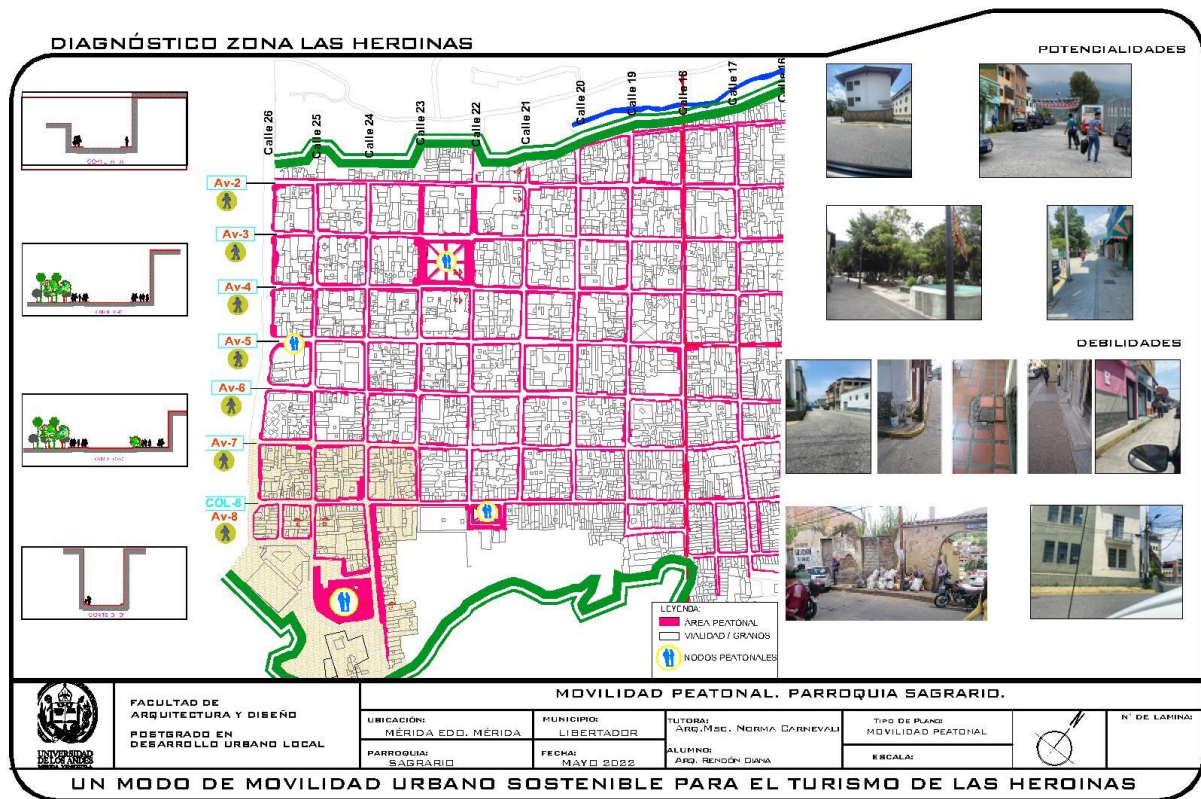 DIAGNÓSTICO ZONA LAS HEROINAS
POTENCIALIDADES
Calle 26
Calle 25
Calle 24
Calle 23
Calle 22
Calle 21
Calle 20
Calle 19
Calle 18
Calle 17
Calle 16
Av-2
Av-3
Av-4
Av-5
Av-6
Av-7
COL-8
Av-8
DEBILIDADES
LEYENDA:
ÁREA PEATONAL
VIALIDAD / GRANOS
NODOS PEATONALES
UNIVERSIDAD
DE LOS ANDES
MÉRIDA VENEZUELA
FACULTAD DE
ARQUITECTURA Y DISEÑO
POSTGRADO EN
DESARROLLO URBANO LOCAL
MOVILIDAD PEATONAL. PARROQUIA SAGRARIO.
UBICACIÓN:
MÉRIDA EDO. MÉRIDA
MUNICIPIO:
LIBERTADOR
TUTORA:
ARQ.MSC. NORMA CARNEVALI
TIPO DE PLANO:
MOVILIDAD PEATONAL
N° DE LAMINA:
PARROQUIA:
SAGRARIO
FECHA:
MAYO 2022
ALUMNO:
ARQ. RENDÓN DIANA
ESCALA:
UN MODO DE MOVILIDAD URBANO SOSTENIBLE PARA EL TURISMO DE LAS HEROINAS